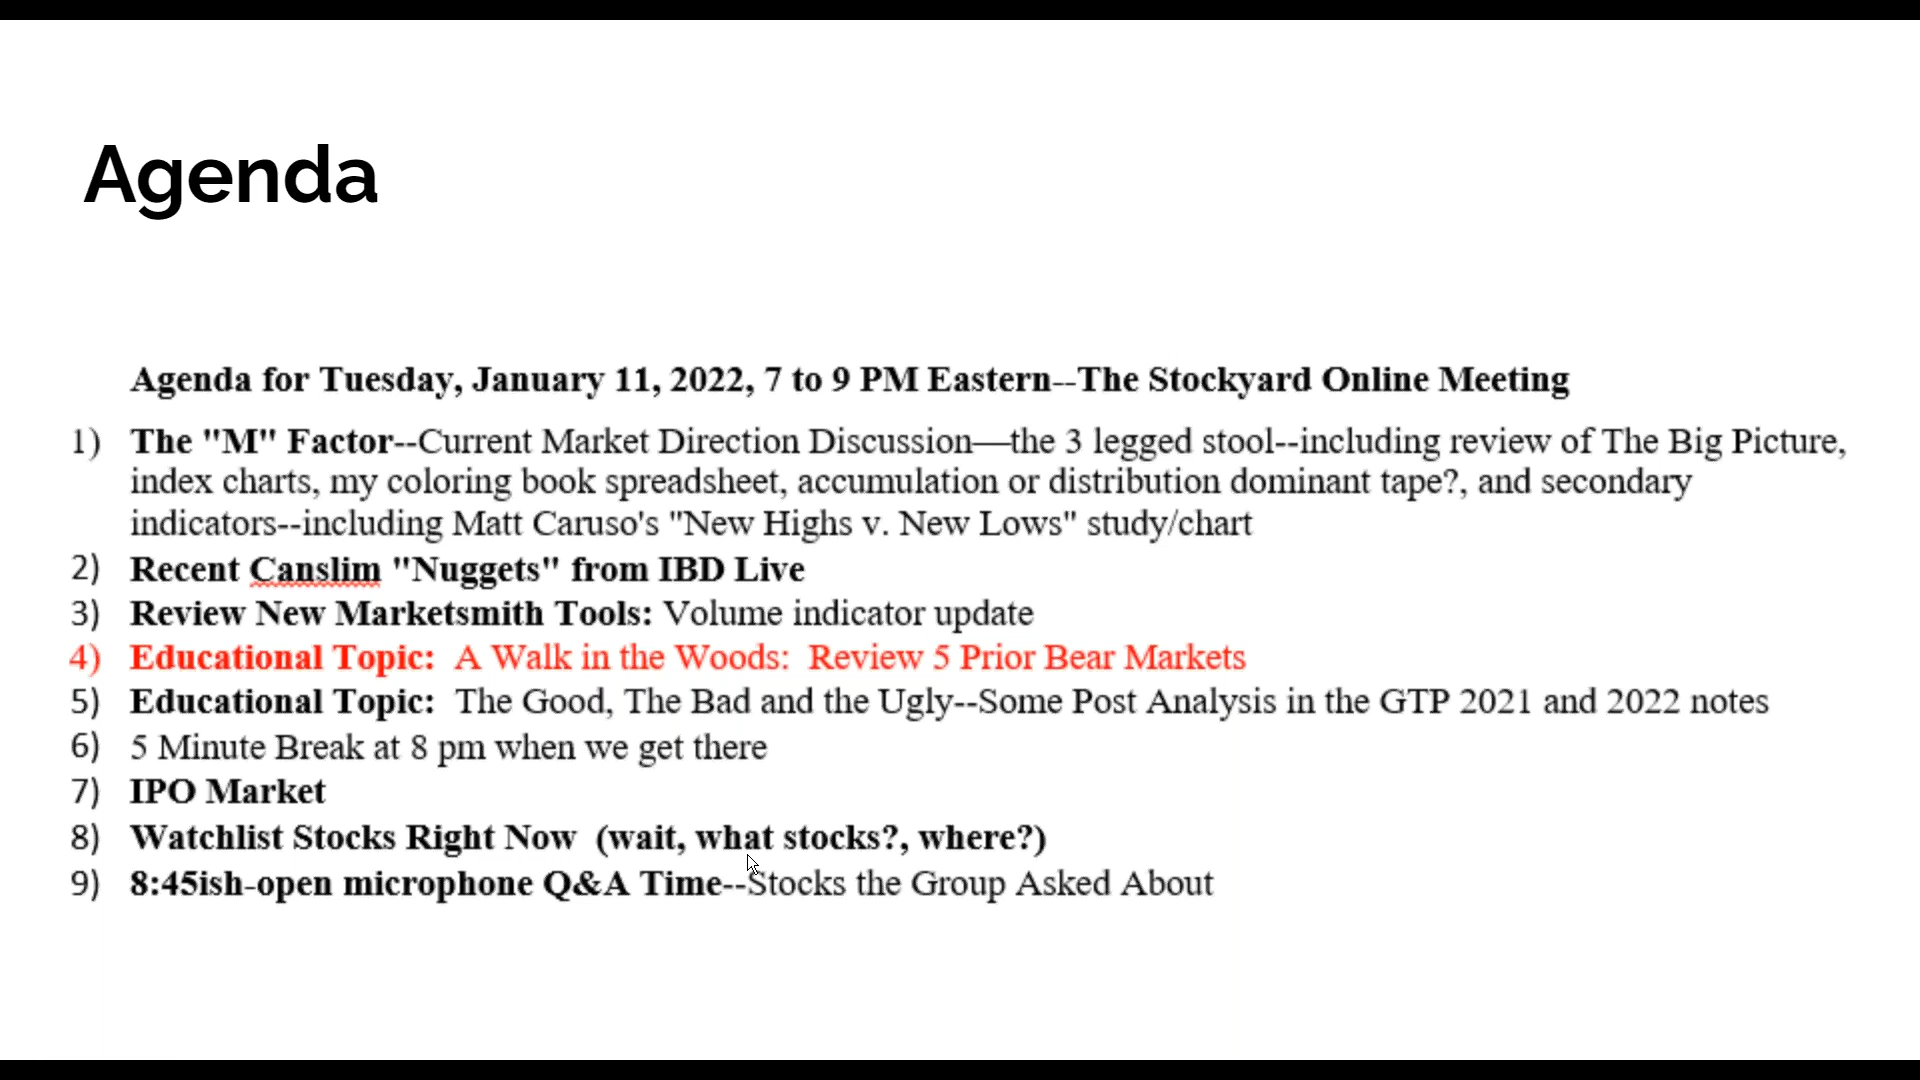 Agenda
Agenda for Tuesday, January 11, 2022, 7 to 9 PM Eastern--The Stockyard Online Meeting
1) The "M" Factor--Current Market Direction Discussion—the 3 legged stool--including review of The Big Picture,
index charts, my coloring book spreadsheet, accumulation or distribution dominant tape?, and secondary
indicators--including Matt Caruso's "New Highs v. New Lows" study/chart
2) Recent Canslim "Nuggets" from IBD Live
3) Review New Marketsmith Tools: Volume indicator update
4) Educational Topic: A Walk in the Woods: Review 5 Prior Bear Markets
5) Educational Topic: The Good, The Bad and the Ugly--Some Post Analysis in the GTP 2021 and 2022 notes
6) 5 Minute Break at 8 pm when we get there
7) IPO Market
8) Watchlist Stocks Right Now (wait, what stocks?, where?)
9) 8:45ish-open microphone Q&A Time--Stocks the Group Asked About